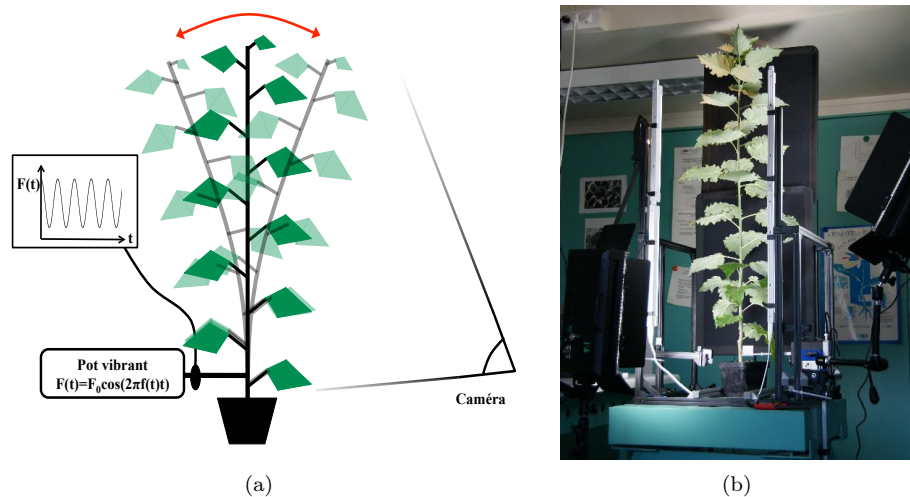 F(t)
t
Pot vibrant
F(t)=F₀cos(2πf(t)t)
Caméra
(a)
(b)